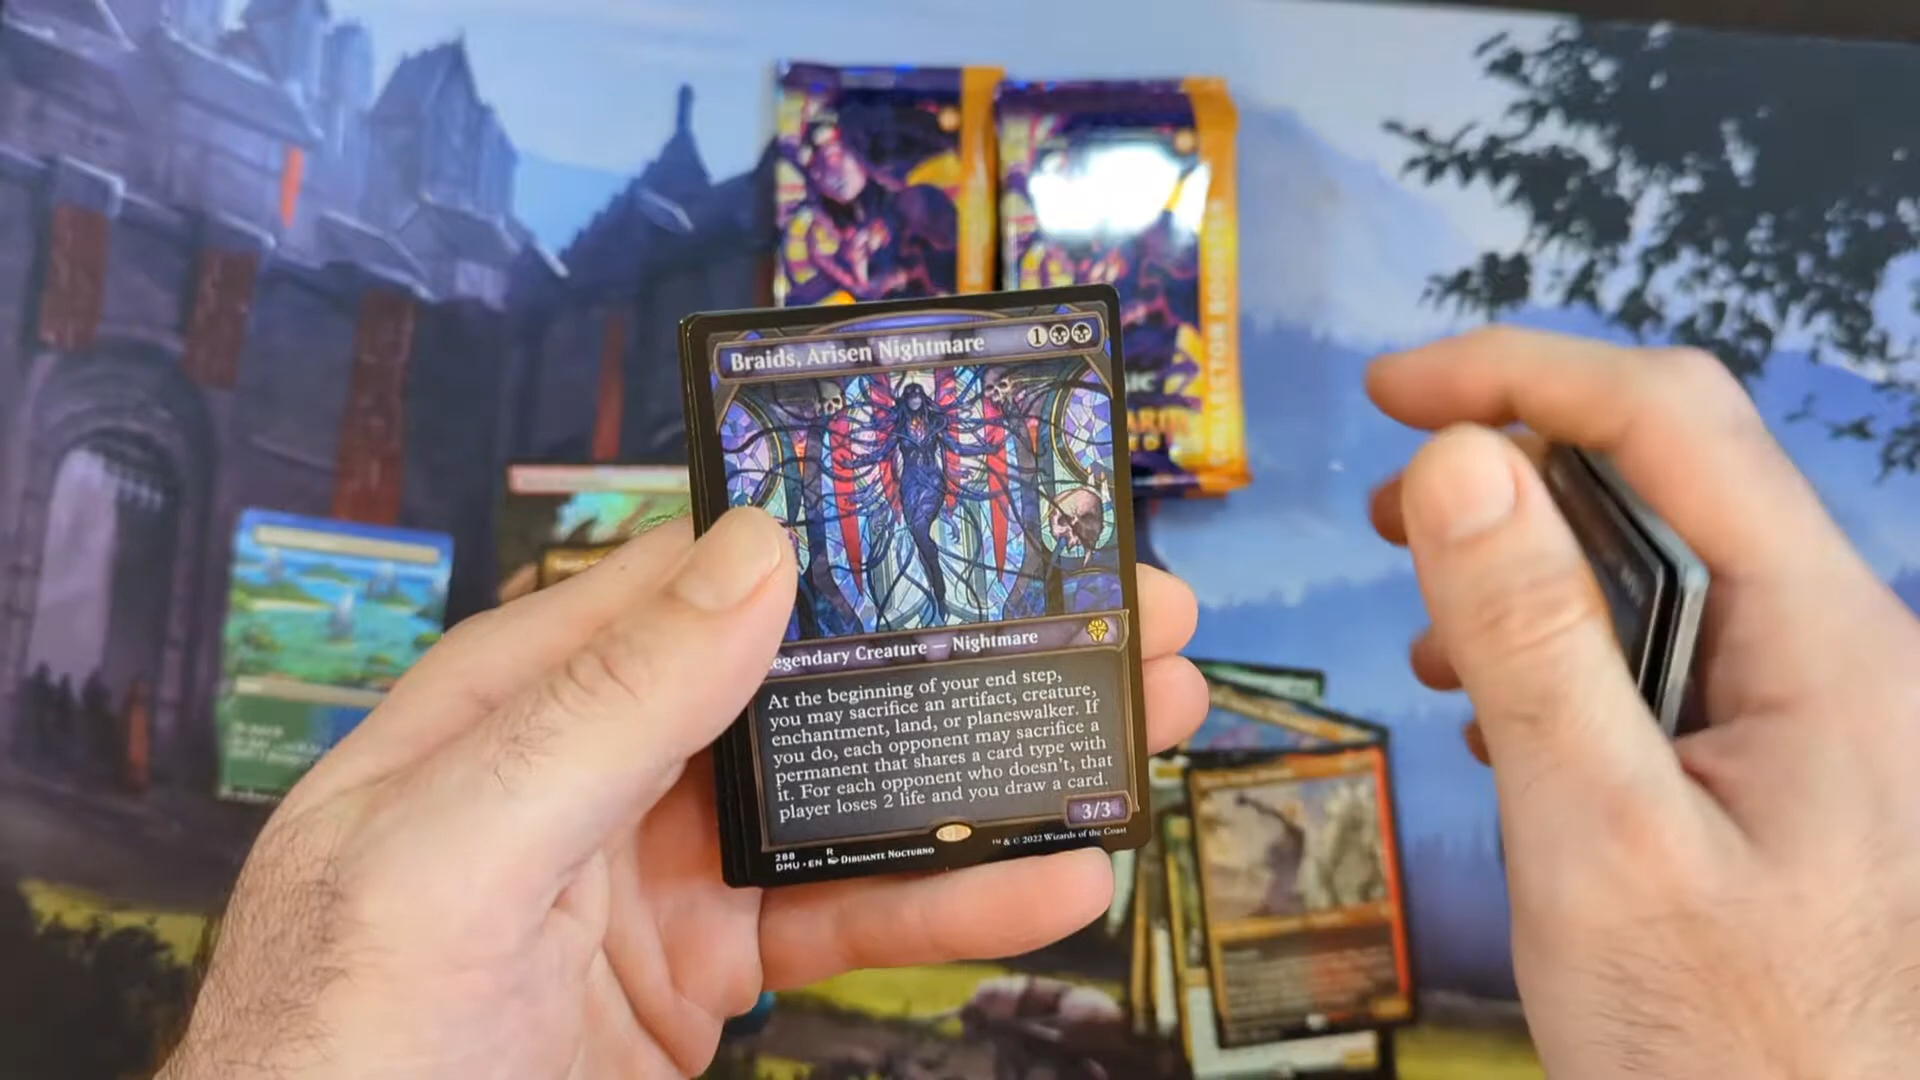 Braids, Arisen Nightmare 1
egendary Creature — Nightmare
At the beginning of your end step,
you may sacrifice an artifact, creature,
enchantment, land, or planeswalker. If
you do, each opponent may sacrifice a
permanent that shares a card type with
it. For each opponent who doesn't, that
player loses 2 life and you draw a card.
3/3
288 R
DMU • EN DIBUJANTE NOCTURNO
™ & © 2022 Wizards of the Coast
COLLECTOR BOOSTER